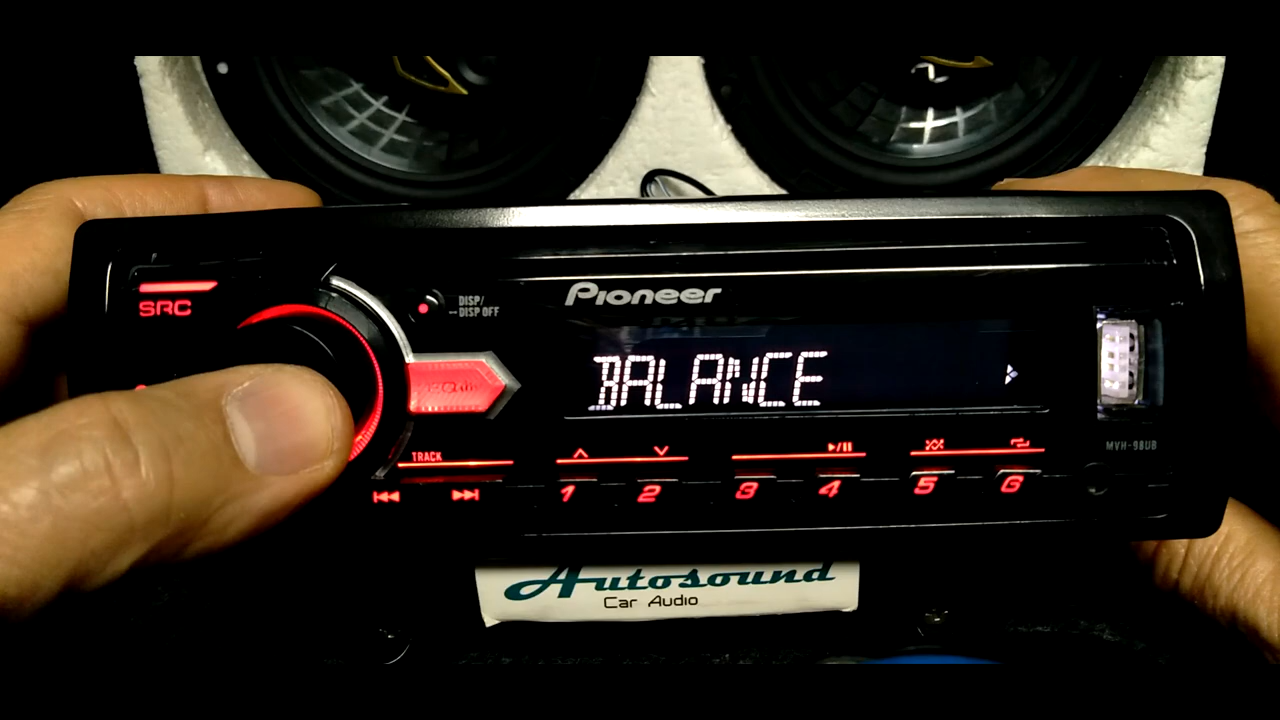 Pioneer
SRC
DISP/
DISP OFF
BALANCE
MVH-98UB
TRACK
1 2 3 4 5 6
Autosound
Car Audio